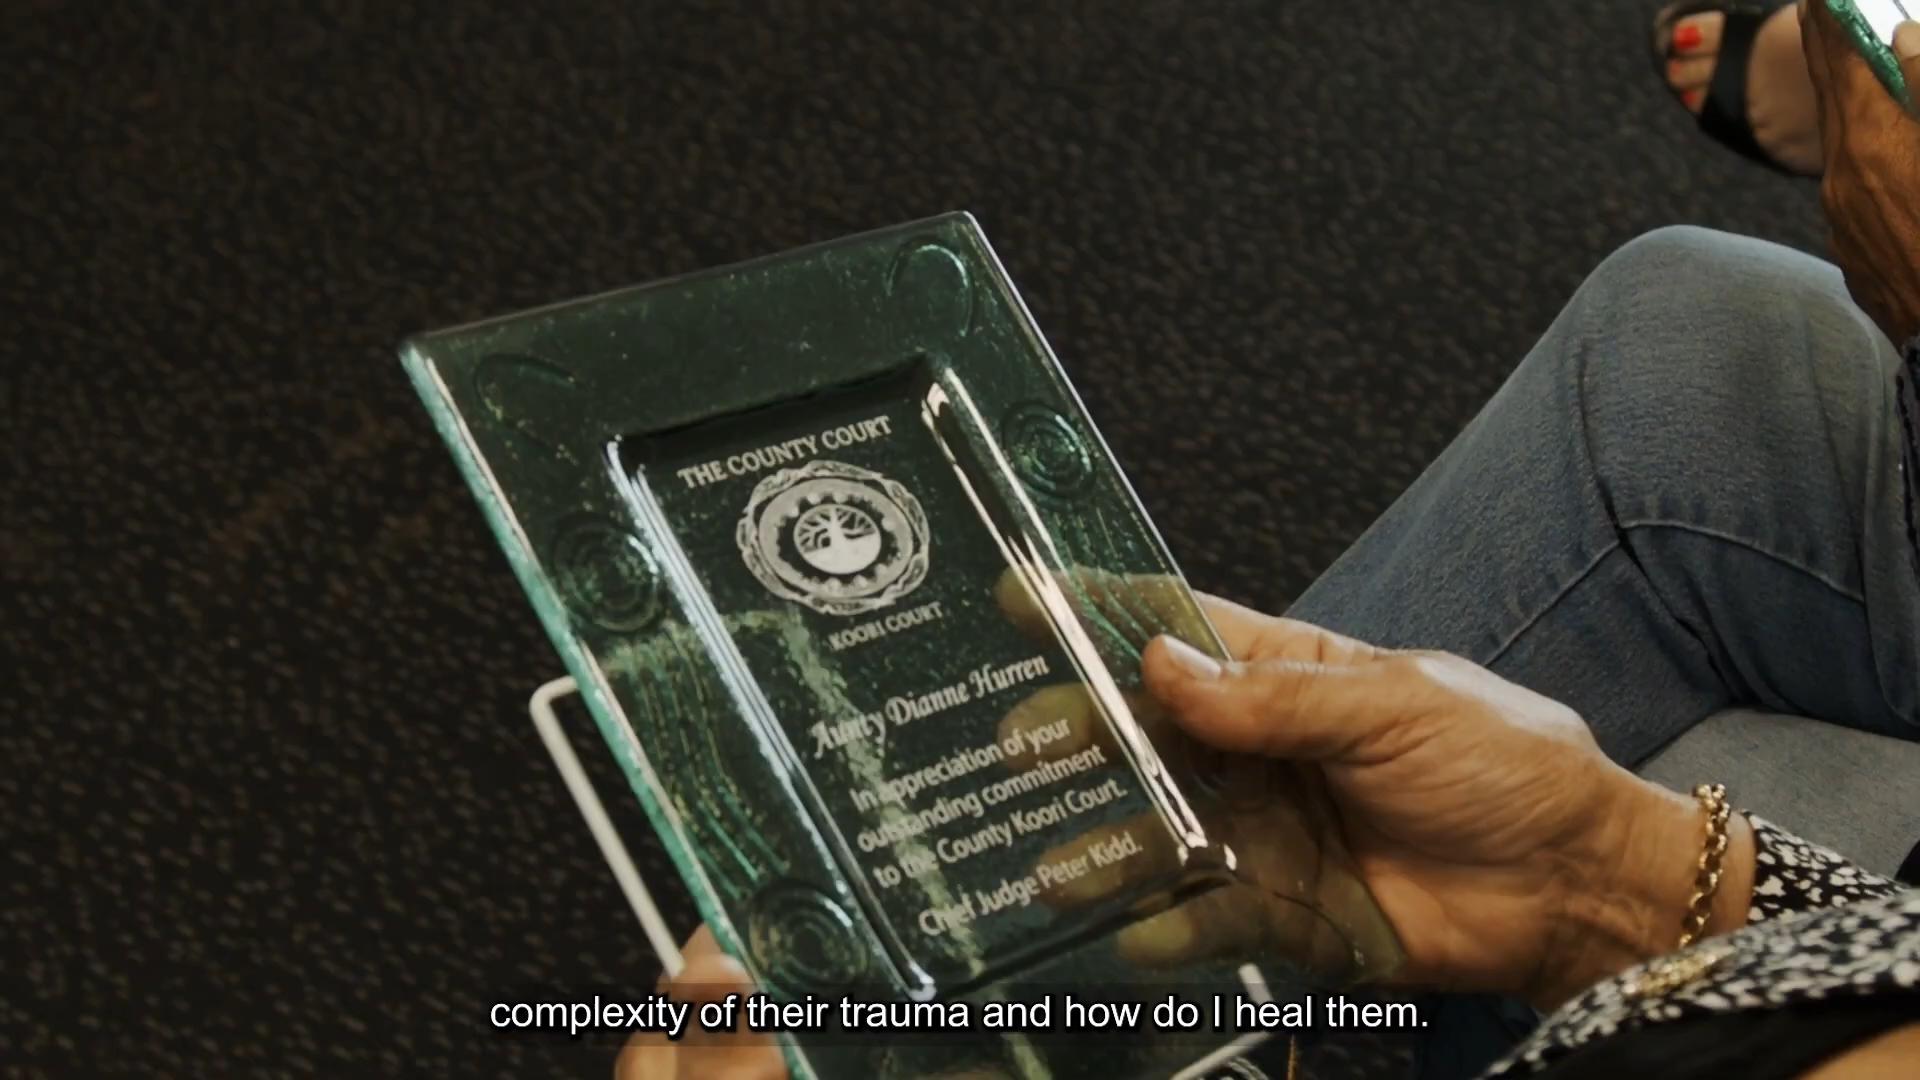 THE COUNTY COURT
KOORI COURT
Aunty Dianne Hurren
In appreciation of your
outstanding commitment
to the County Koori Court.
Chief Judge Peter Kidd.
complexity of their trauma and how do I heal them.